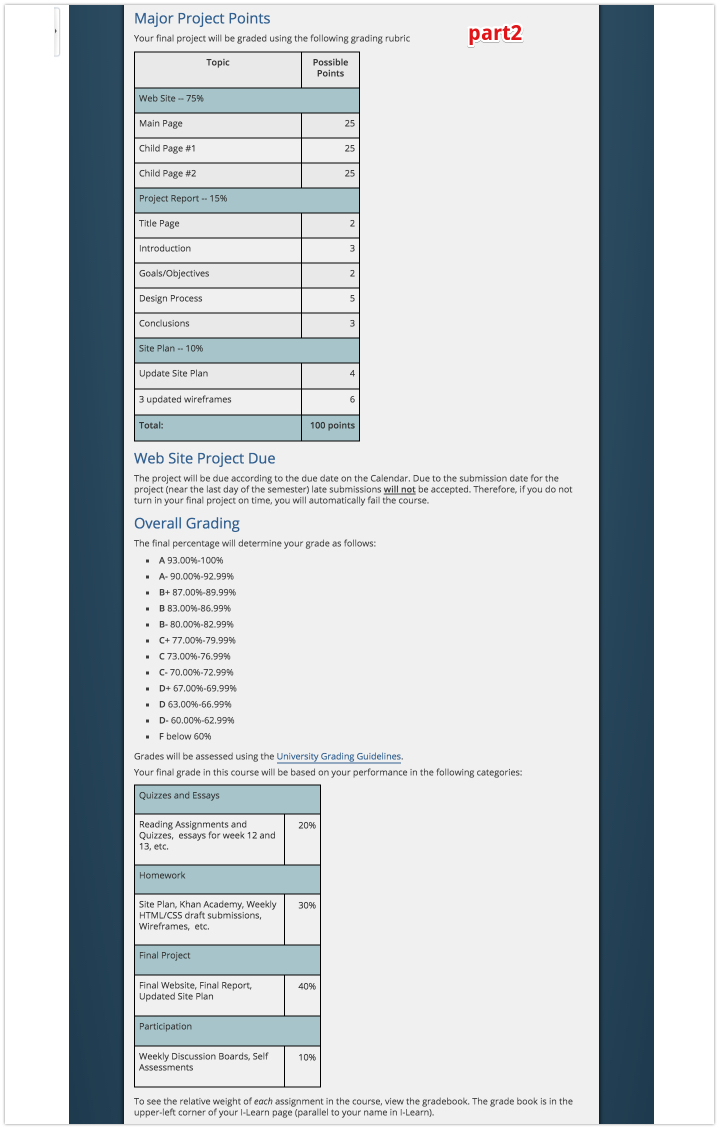 Major Project Points
part2
Your final project will be graded using the following grading rubric
Topic Possible
Points
Web Site -- 75%
Main Page 25
Child Page #1 25
Child Page #2 25
Project Report -- 15%
Title Page 2
Introduction 3
Goals/Objectives 2
Design Process 5
Conclusions 3
Site Plan -- 10%
Update Site Plan 4
3 updated wireframes 6
Total: 100 points
Web Site Project Due
The project will be due according to the due date on the Calendar. Due to the submission date for the
project (near the last day of the semester) late submissions will not be accepted. Therefore, if you do not
turn in your final project on time, you will automatically fail the course.
Overall Grading
The final percentage will determine your grade as follows:
A 93.00%-100%
A- 90.00%-92.99%
B+ 87.00%-89.99%
B 83.00%-86.99%
B- 80.00%-82.99%
C+ 77.00%-79.99%
C 73.00%-76.99%
C- 70.00%-72.99%
D+ 67.00%-69.99%
D 63.00%-66.99%
D- 60.00%-62.99%
F below 60%
Grades will be assessed using the University Grading Guidelines.
Your final grade in this course will be based on your performance in the following categories:
Quizzes and Essays
Reading Assignments and 20%
Quizzes, essays for week 12 and
13, etc.
Homework
Site Plan, Khan Academy, Weekly 30%
HTML/CSS draft submissions,
Wireframes, etc.
Final Project
Final Website, Final Report, 40%
Updated Site Plan
Participation
Weekly Discussion Boards, Self 10%
Assessments
To see the relative weight of each assignment in the course, view the gradebook. The grade book is in the
upper-left corner of your I-Learn page (parallel to your name in I-Learn).